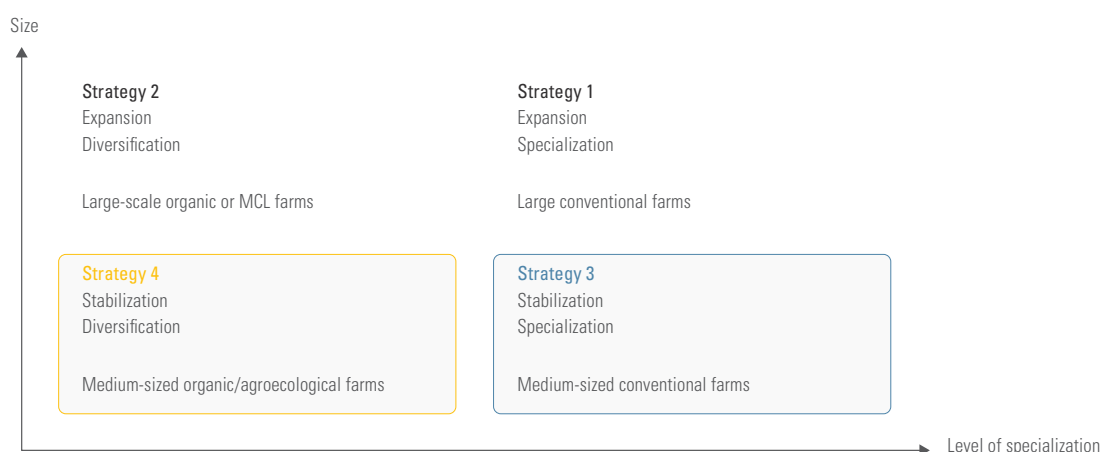 Size
Strategy 2
Expansion
Diversification
Large-scale organic or MCL farms
Strategy 1
Expansion
Specialization
Large conventional farms
Strategy 4
Stabilization
Diversification
Medium-sized organic/agroecological farms
Strategy 3
Stabilization
Specialization
Medium-sized conventional farms
Level of specialization